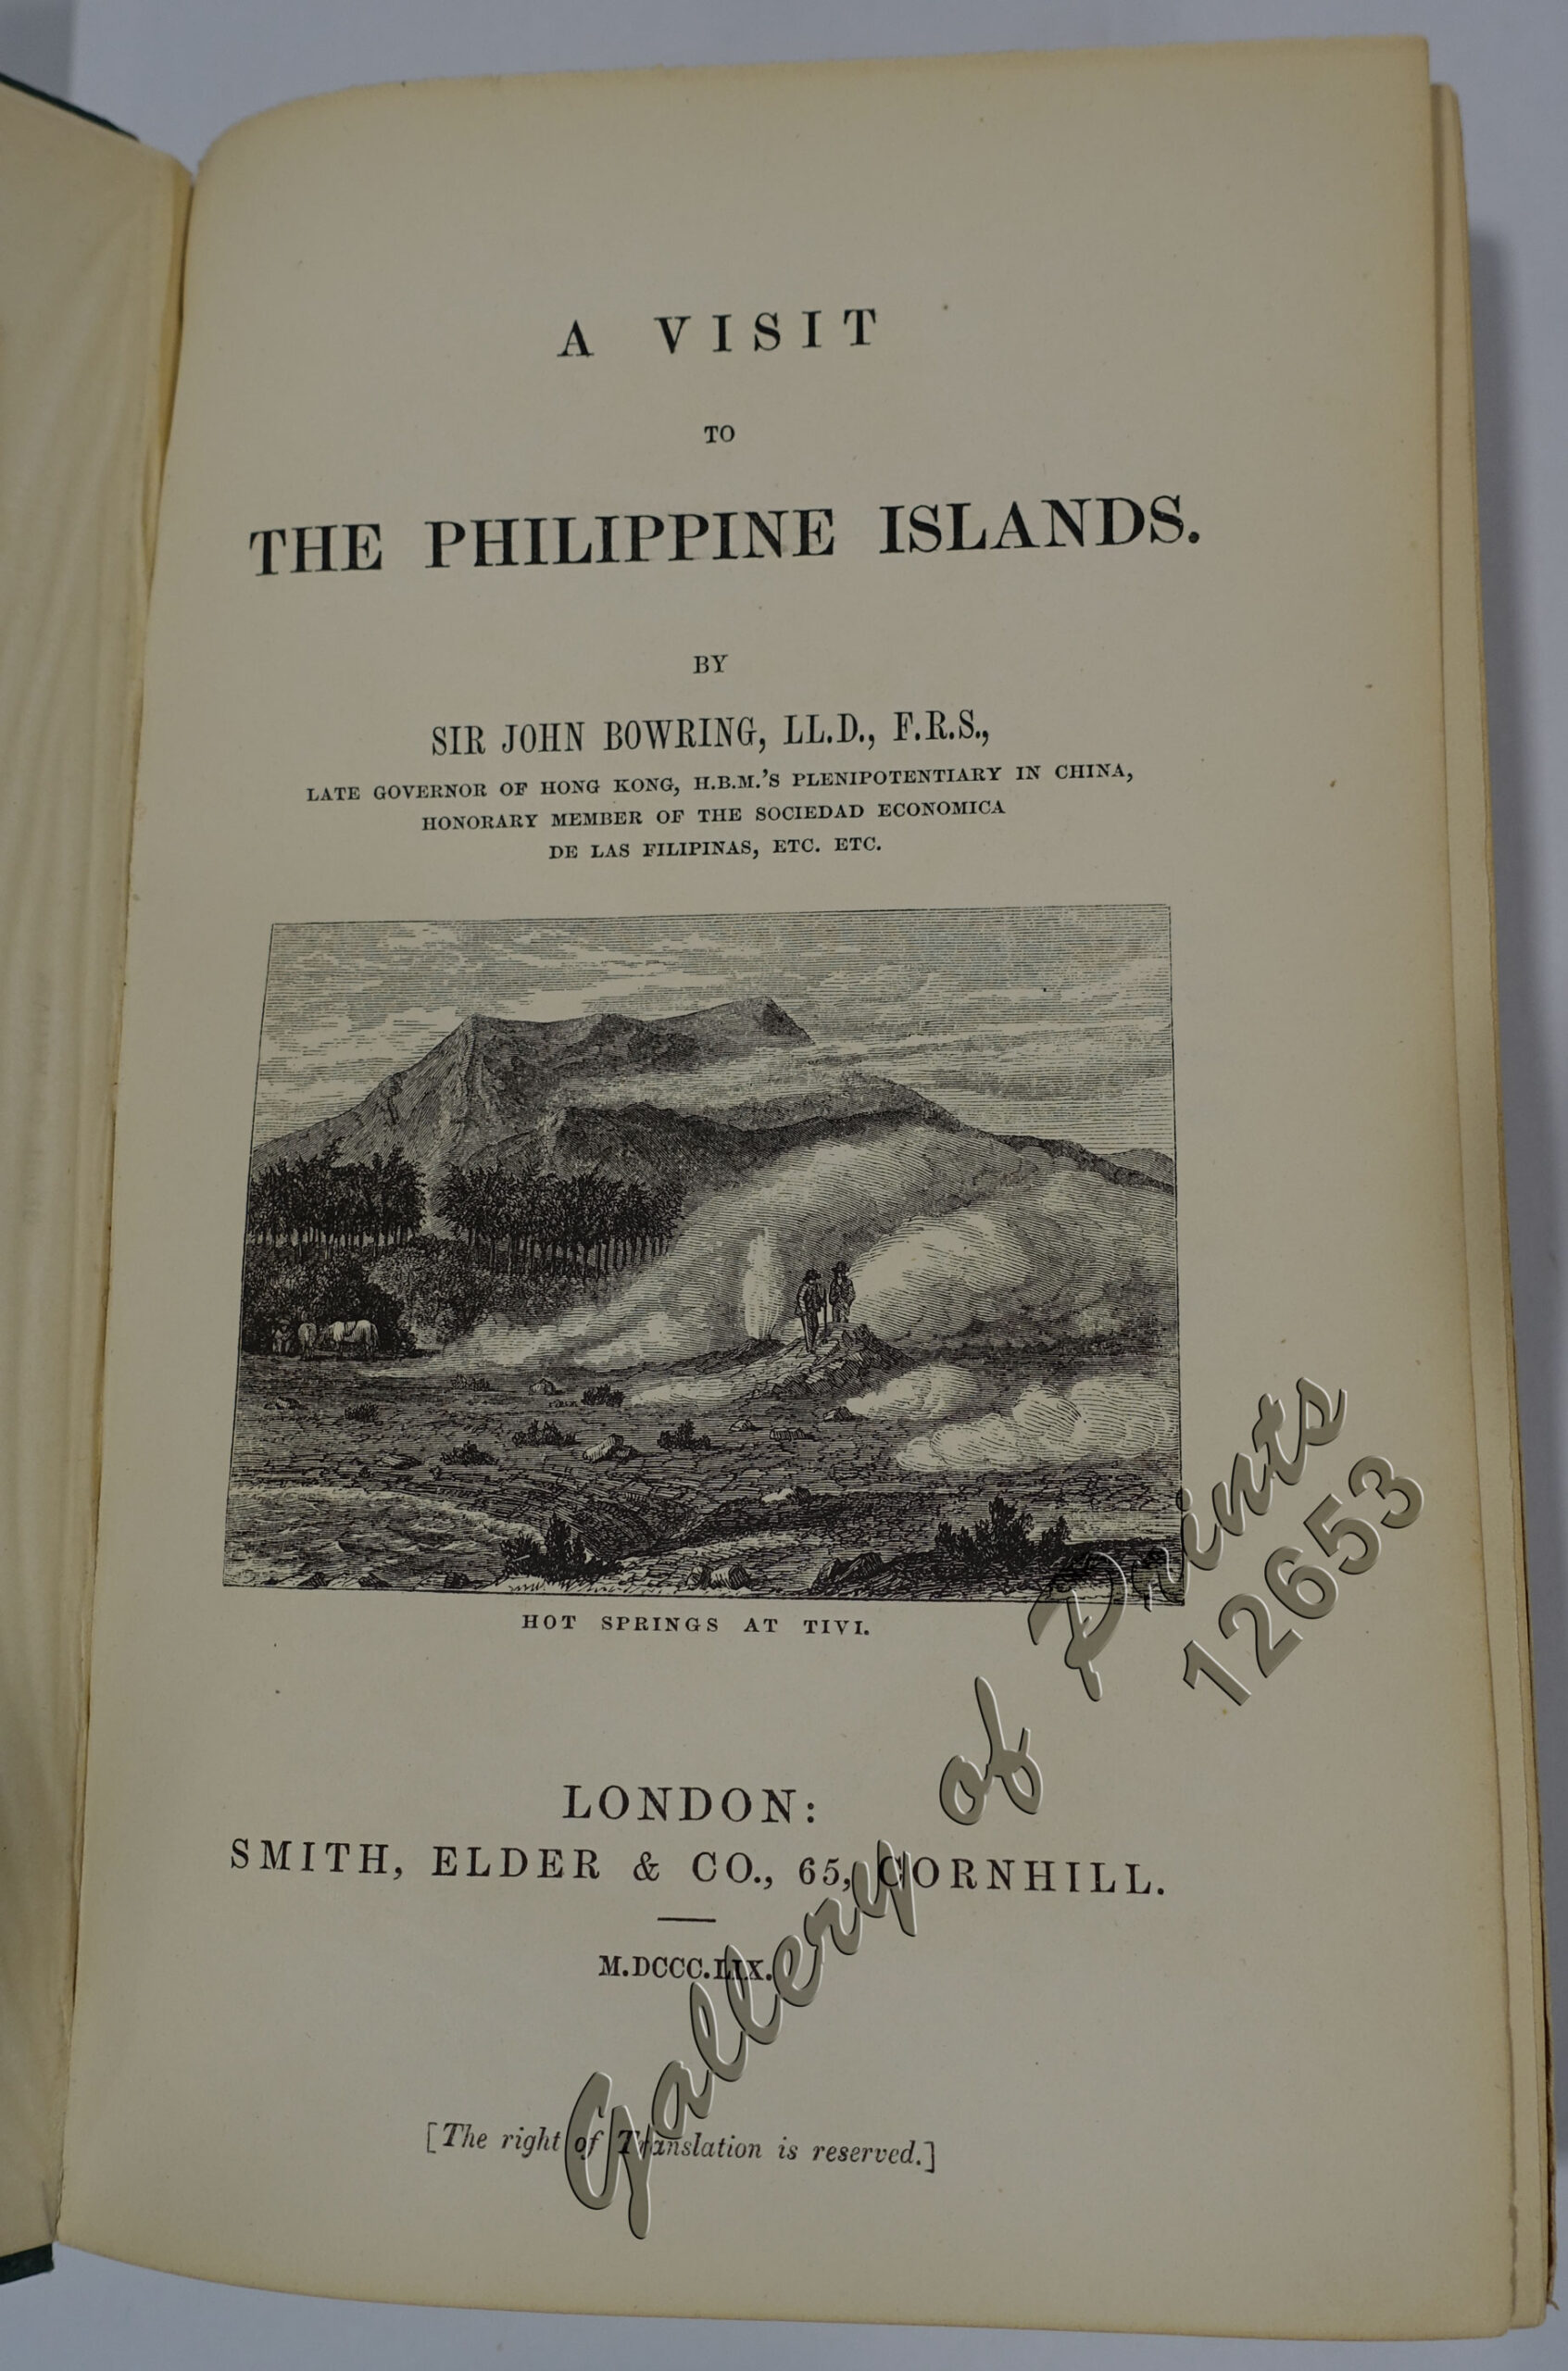 A VISIT
TO
THE PHILIPPINE ISLANDS.
BY
SIR JOHN BOWRING, LL.D., F.R.S.,
LATE GOVERNOR OF HONG KONG, H.B.M.'S PLENIPOTENTIARY IN CHINA,
HONORARY MEMBER OF THE SOCIEDAD ECONOMICA
DE LAS FILIPINAS, ETC. ETC.
HOT SPRINGS AT TIVI.
LONDON:
SMITH, ELDER & CO., 65, CORNHILL.
M.DCCC.LIX.
[The right of Translation is reserved.]
Gallery of Prints
12653